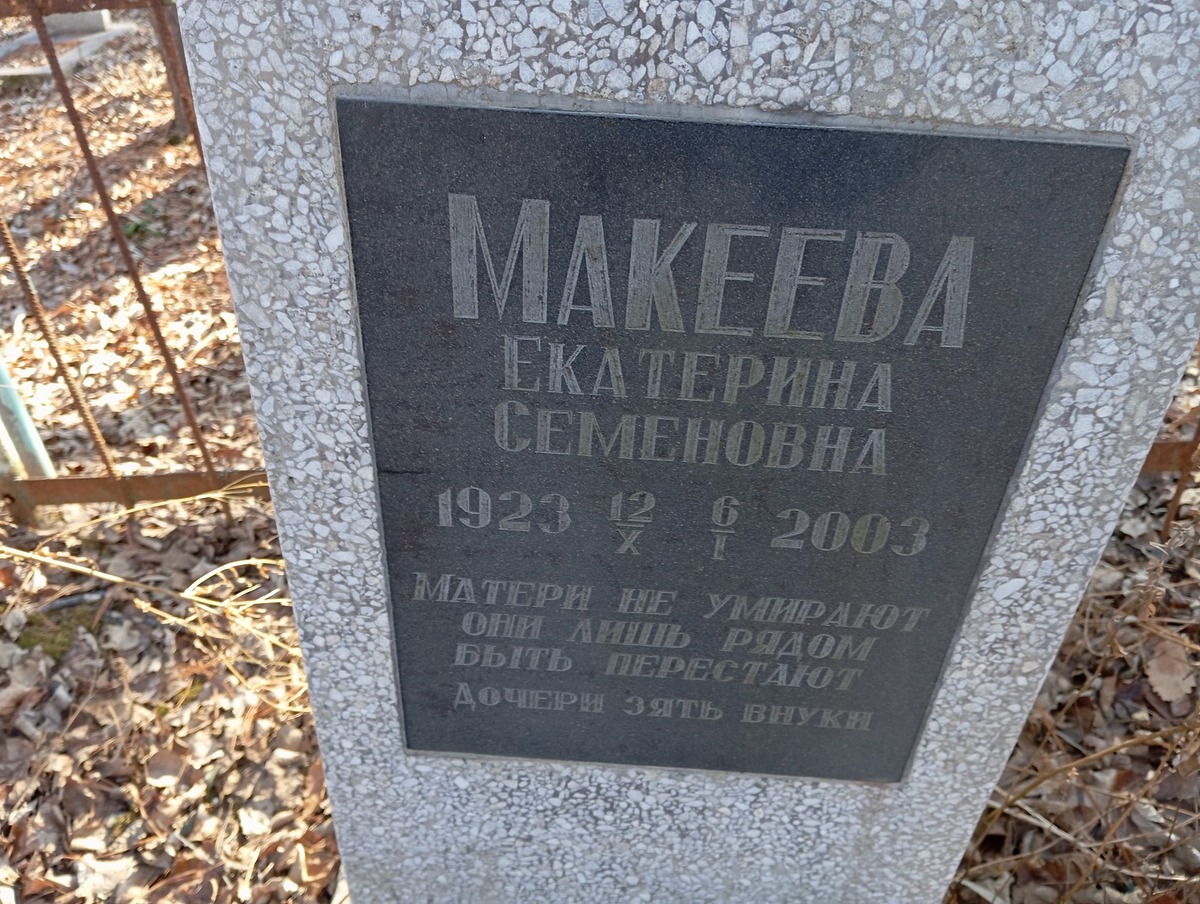 МАКЕЕВА
ЕКАТЕРИНА
СЕМЕНОВНА
1923 12/X 6/I 2003
МАТЕРИ НЕ УМИРАЮТ
ОНИ ЛИШЬ РЯДОМ
БЫТЬ ПЕРЕСТАЮТ
ДОЧЕРИ ЗЯТЬ ВНУКИ